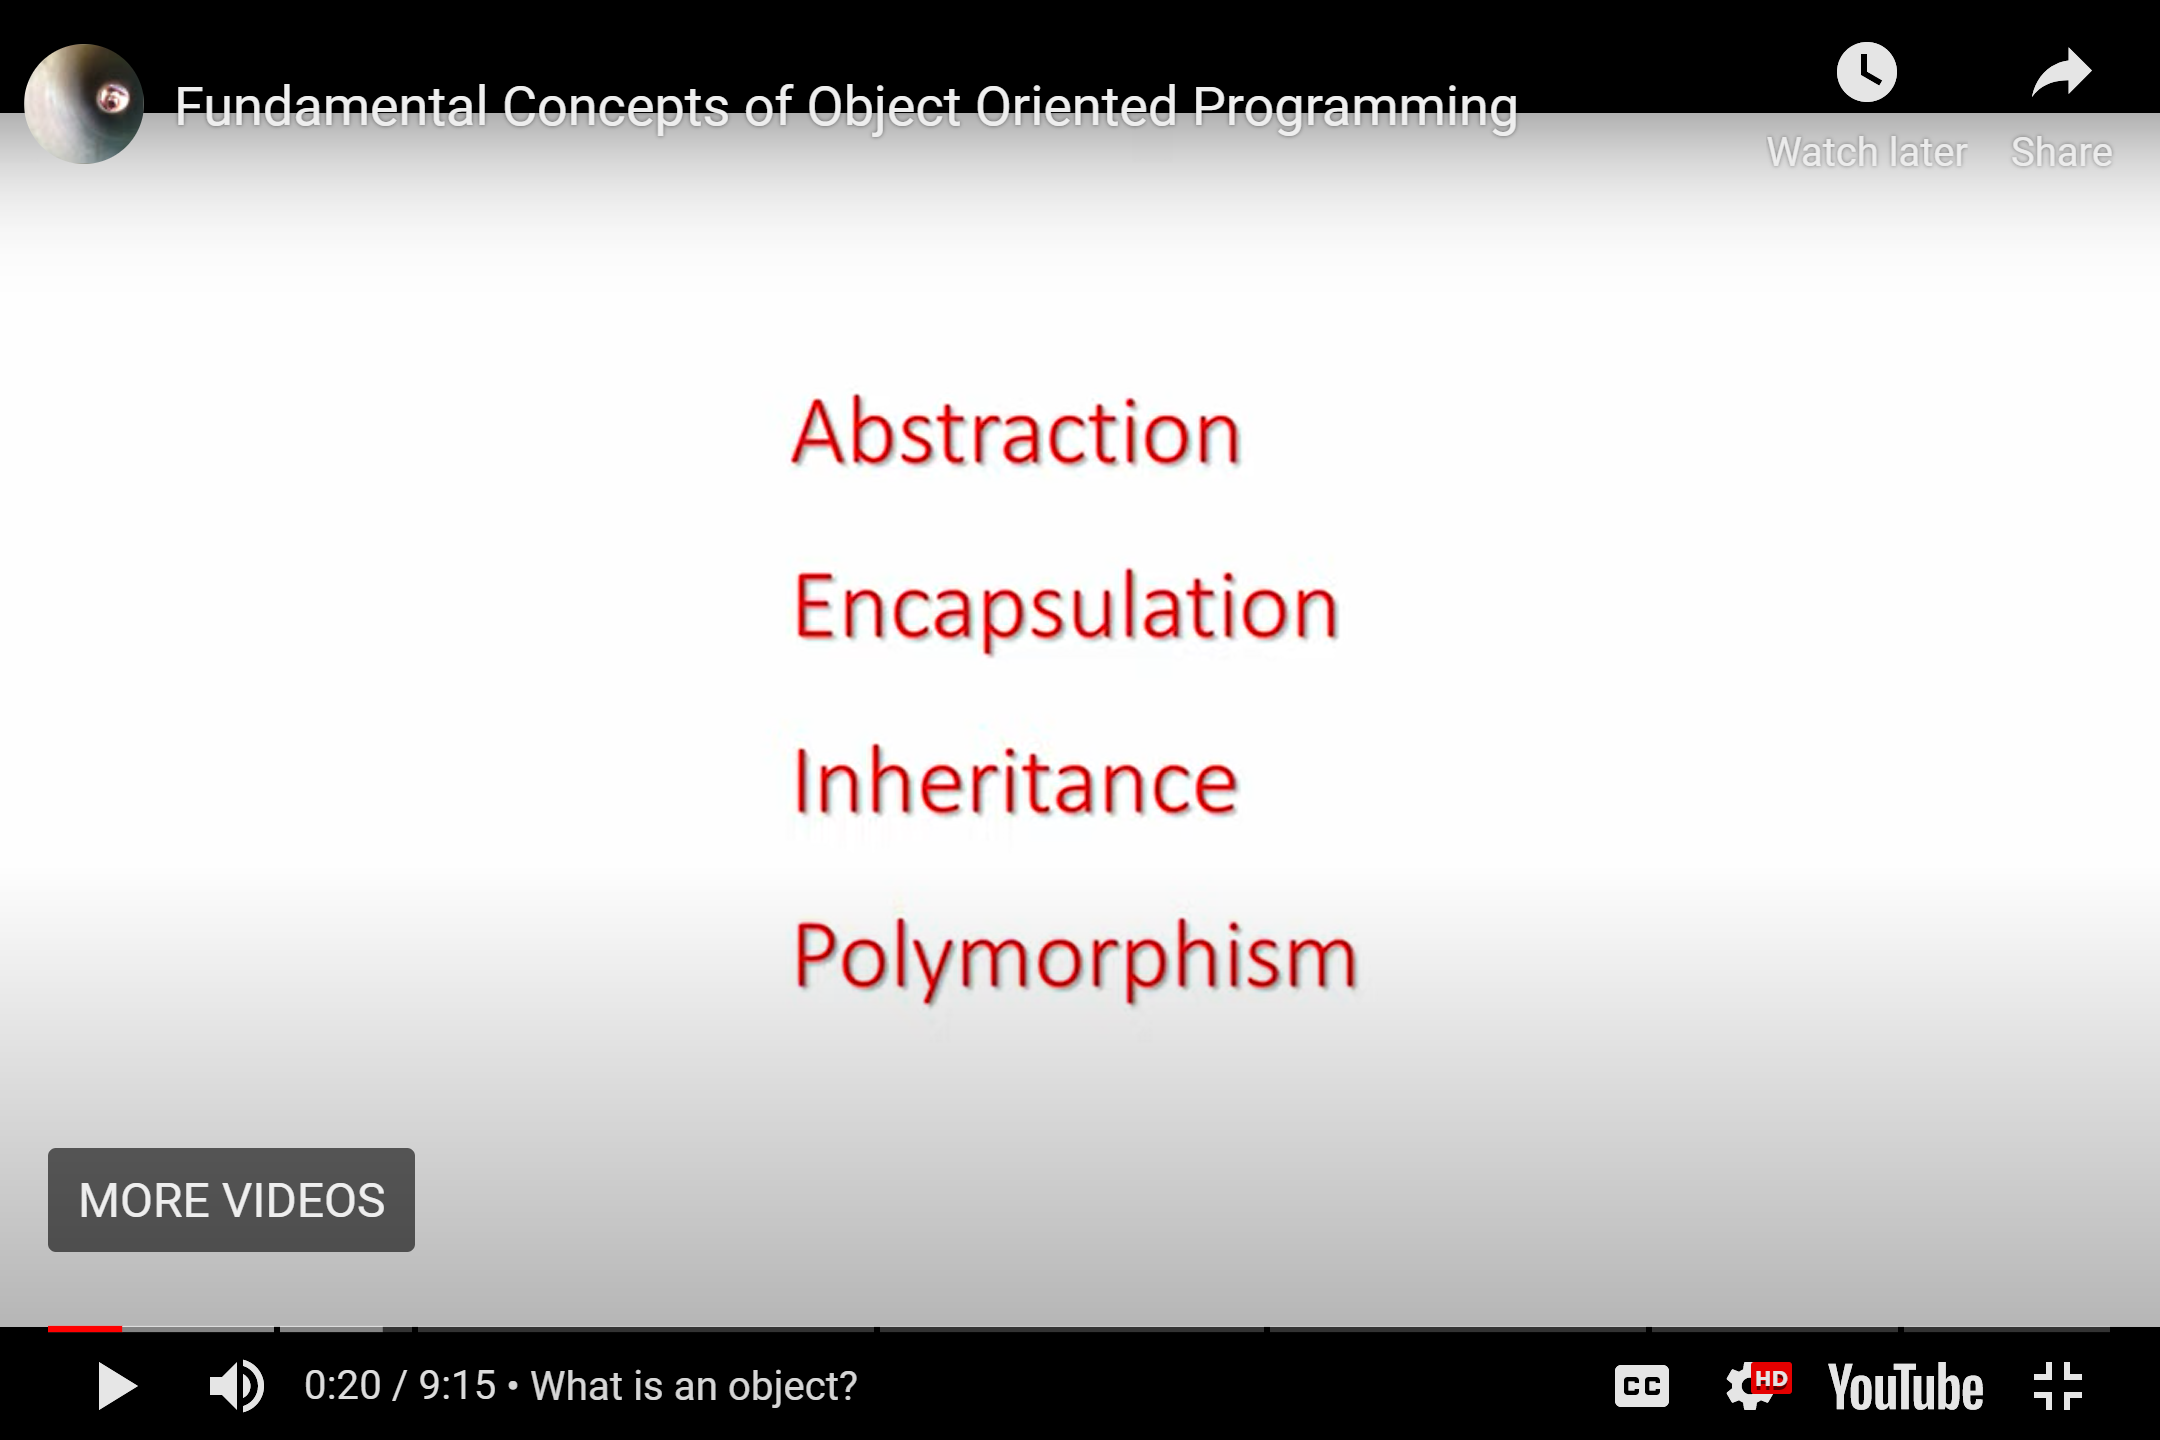 Fundamental Concepts of Object Oriented Programming
Watch later
Share
Abstraction
Encapsulation
Inheritance
Polymorphism
MORE VIDEOS
0:20 / 9:15 • What is an object?
CC
HD
YouTube